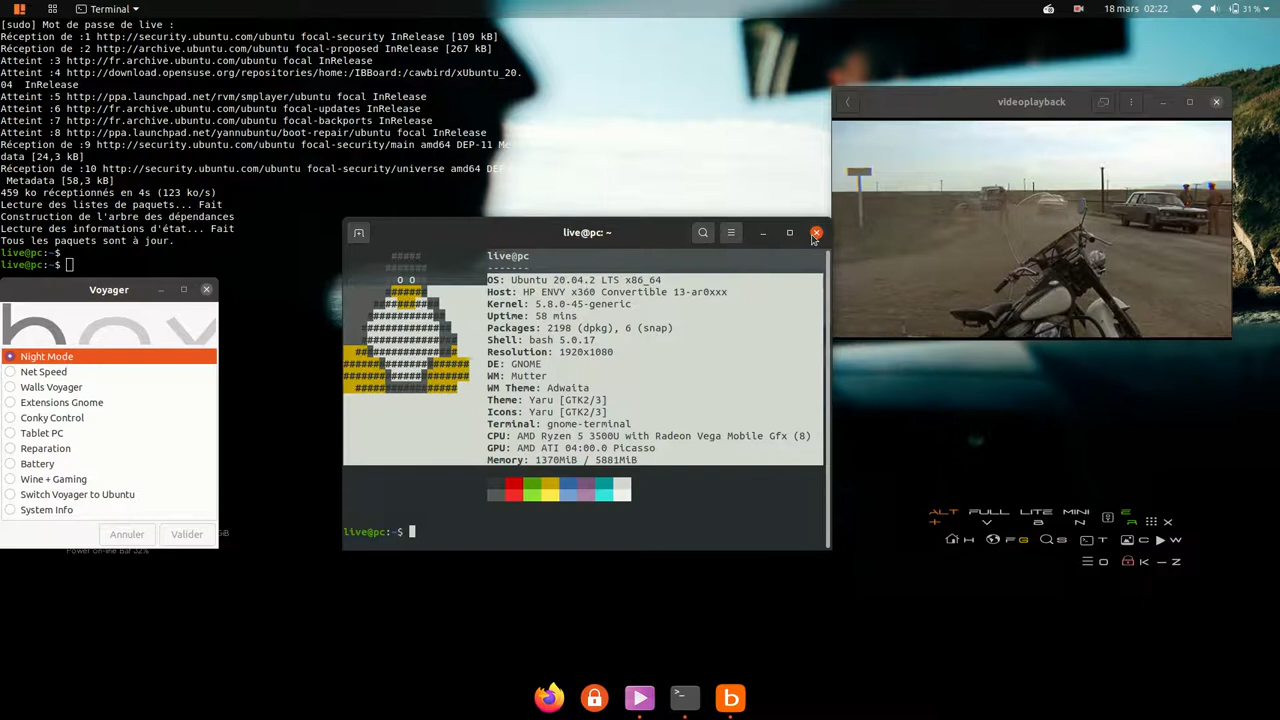 Terminal
18 mars 02:22
31 %
[sudo] Mot de passe de live :
Réception de :1 http://security.ubuntu.com/ubuntu focal-security InRelease [109 kB]
Réception de :2 http://archive.ubuntu.com/ubuntu focal-proposed InRelease [267 kB]
Atteint :3 http://fr.archive.ubuntu.com/ubuntu focal InRelease
Atteint :4 http://download.opensuse.org/repositories/home:/IBBoard:/cawbird/xUbuntu_20.
04  InRelease
Atteint :5 http://ppa.launchpad.net/rvm/smplayer/ubuntu focal InRelease
Atteint :6 http://fr.archive.ubuntu.com/ubuntu focal-updates InRelease
Atteint :7 http://fr.archive.ubuntu.com/ubuntu focal-backports InRelease
Atteint :8 http://ppa.launchpad.net/yannubuntu/boot-repair/ubuntu focal InRelease
Réception de :9 http://security.ubuntu.com/ubuntu focal-security/main amd64 DEP-11 Me
data [24,3 kB]
Réception de :10 http://security.ubuntu.com/ubuntu focal-security/universe amd64 DEP
Metadata [58,3 kB]
459 ko réceptionnés en 4s (123 ko/s)
Lecture des listes de paquets... Fait
Construction de l'arbre des dépendances
Lecture des informations d'état... Fait
Tous les paquets sont à jour.
live@pc:~$
live@pc:~$
Voyager
box
Night Mode
Net Speed
Walls Voyager
Extensions Gnome
Conky Control
Tablet PC
Reparation
Battery
Wine + Gaming
Switch Voyager to Ubuntu
System Info
Annuler
Valider
GiB
Power on-line Bar 32%
live@pc: ~
live@pc
-------
OS: Ubuntu 20.04.2 LTS x86_64
Host: HP ENVY x360 Convertible 13-ar0xxx
Kernel: 5.8.0-45-generic
Uptime: 58 mins
Packages: 2198 (dpkg), 6 (snap)
Shell: bash 5.0.17
Resolution: 1920x1080
DE: GNOME
WM: Mutter
WM Theme: Adwaita
Theme: Yaru [GTK2/3]
Icons: Yaru [GTK2/3]
Terminal: gnome-terminal
CPU: AMD Ryzen 5 3500U with Radeon Vega Mobile Gfx (8)
GPU: AMD ATI 04:00.0 Picasso
Memory: 1370MiB / 5881MiB
live@pc:~$
videoplayback
ALT + FULL V LITE B MINI N E A X
H F G S T C W
O K Z
b